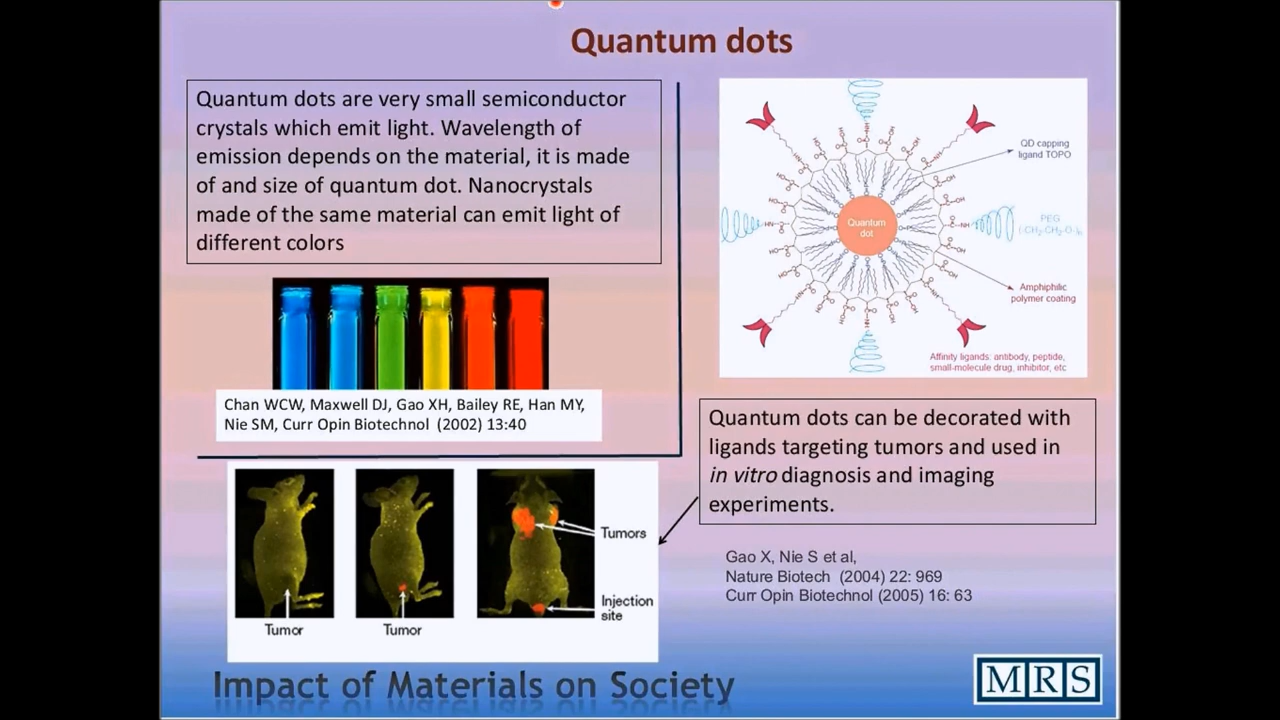 Quantum dots
Quantum dots are very small semiconductor
crystals which emit light. Wavelength of
emission depends on the material, it is made
of and size of quantum dot. Nanocrystals
made of the same material can emit light of
different colors
Chan WCW, Maxwell DJ, Gao XH, Bailey RE, Han MY,
Nie SM, Curr Opin Biotechnol (2002) 13:40
QD capping
ligand TOPO
Quantum
dot
PEG
Amphiphilic
polymer coating
Affinity ligands: antibody, peptide,
small-molecule drug, inhibitor, etc
Quantum dots can be decorated with
ligands targeting tumors and used in
in vitro diagnosis and imaging
experiments.
Gao X, Nie S et al,
Nature Biotech (2004) 22: 969
Curr Opin Biotechnol (2005) 16: 63
Tumor
Tumor
Tumors
Injection
site
Impact of Materials on Society
MRS